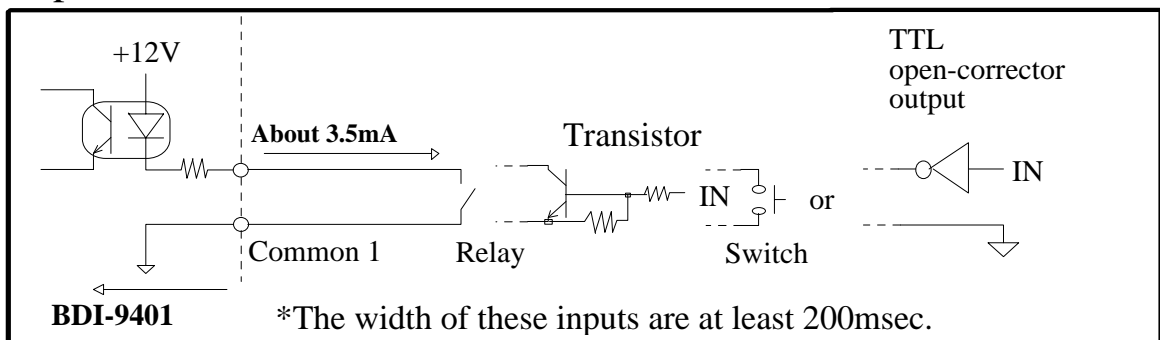 +12V
TTL
open-corrector
output
About 3.5mA
Transistor
IN
or
IN
Common 1
Relay
Switch
BDI-9401
*The width of these inputs are at least 200msec.